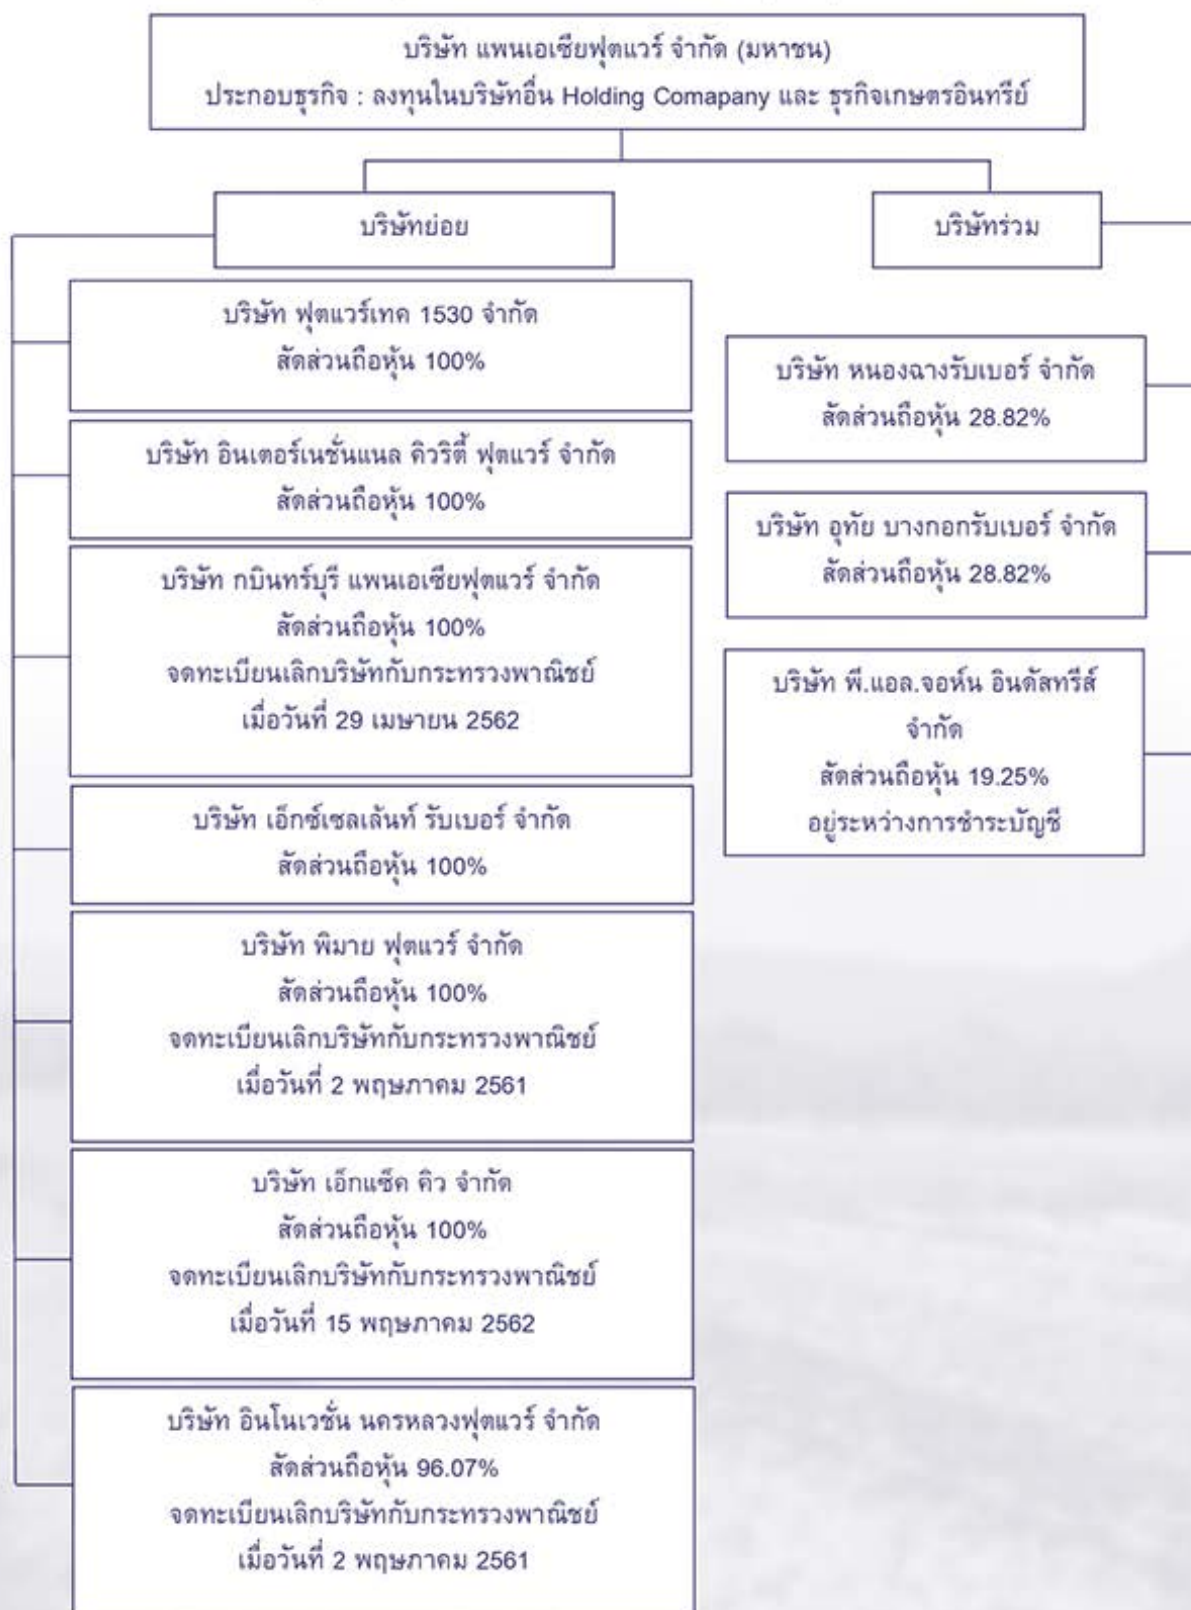 บริษัท แพนเอเซียฟุตแวร์ จำกัด (มหาชน)
ประกอบธุรกิจ : ลงทุนในบริษัทอื่น Holding Comapany และ ธุรกิจเกษตรอินทรีย์
บริษัทย่อย
บริษัท ฟุตแวร์เทค 1530 จำกัด
สัดส่วนถือหุ้น 100%
บริษัท อินเตอร์เนชั่นแนล คิวริตี้ ฟุตแวร์ จำกัด
สัดส่วนถือหุ้น 100%
บริษัท กบินทร์บุรี แพนเอเซียฟุตแวร์ จำกัด
สัดส่วนถือหุ้น 100%
จดทะเบียนเลิกบริษัทกับกระทรวงพาณิชย์
เมื่อวันที่ 29 เมษายน 2562
บริษัท เอ็กซ์เซลเล้นท์ รับเบอร์ จำกัด
สัดส่วนถือหุ้น 100%
บริษัท พิมาย ฟุตแวร์ จำกัด
สัดส่วนถือหุ้น 100%
จดทะเบียนเลิกบริษัทกับกระทรวงพาณิชย์
เมื่อวันที่ 2 พฤษภาคม 2561
บริษัท เอ็กแซ็ค คิว จำกัด
สัดส่วนถือหุ้น 100%
จดทะเบียนเลิกบริษัทกับกระทรวงพาณิชย์
เมื่อวันที่ 15 พฤษภาคม 2562
บริษัท อินโนเวชั่น นครหลวงฟุตแวร์ จำกัด
สัดส่วนถือหุ้น 96.07%
จดทะเบียนเลิกบริษัทกับกระทรวงพาณิชย์
เมื่อวันที่ 2 พฤษภาคม 2561
บริษัทร่วม
บริษัท หนองฉางรับเบอร์ จำกัด
สัดส่วนถือหุ้น 28.82%
บริษัท อุทัย บางกอกรับเบอร์ จำกัด
สัดส่วนถือหุ้น 28.82%
บริษัท พี.แอล.จอห์น อินดัสทรีส์
จำกัด
สัดส่วนถือหุ้น 19.25%
อยู่ระหว่างการชำระบัญชี